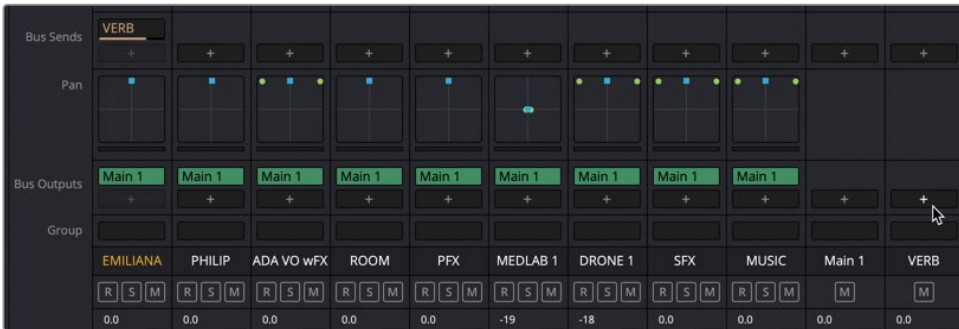 VERB
Bus Sends + + + + + + + + + + +
Pan
Main 1 Main 1 Main 1 Main 1 Main 1 Main 1 Main 1 Main 1 Main 1
Bus Outputs + + + + + + + + + + +
Group
EMILIANA PHILIP ADA VO wFX ROOM PFX MEDLAB 1 DRONE 1 SFX MUSIC Main 1 VERB
R S M R S M R S M R S M R S M R S M R S M R S M R S M M M
0.0 0.0 0.0 0.0 0.0 -19 -18 0.0 0.0 0.0 0.0